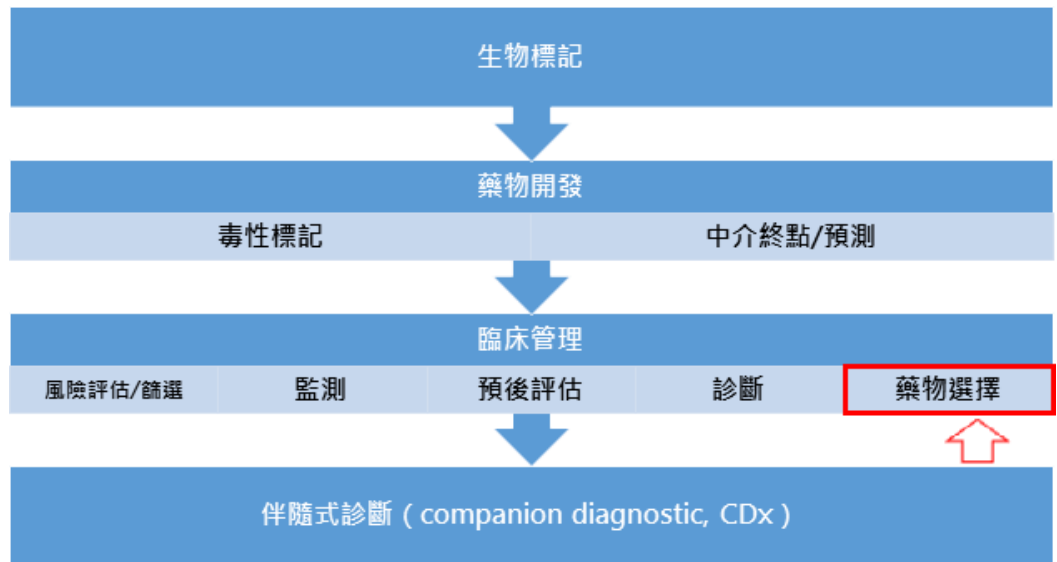 生物標記
藥物開發
毒性標記 中介終點/預測
臨床管理
風險評估/篩選 監測 預後評估 診斷 藥物選擇
伴隨式診斷 ( companion diagnostic, CDx )